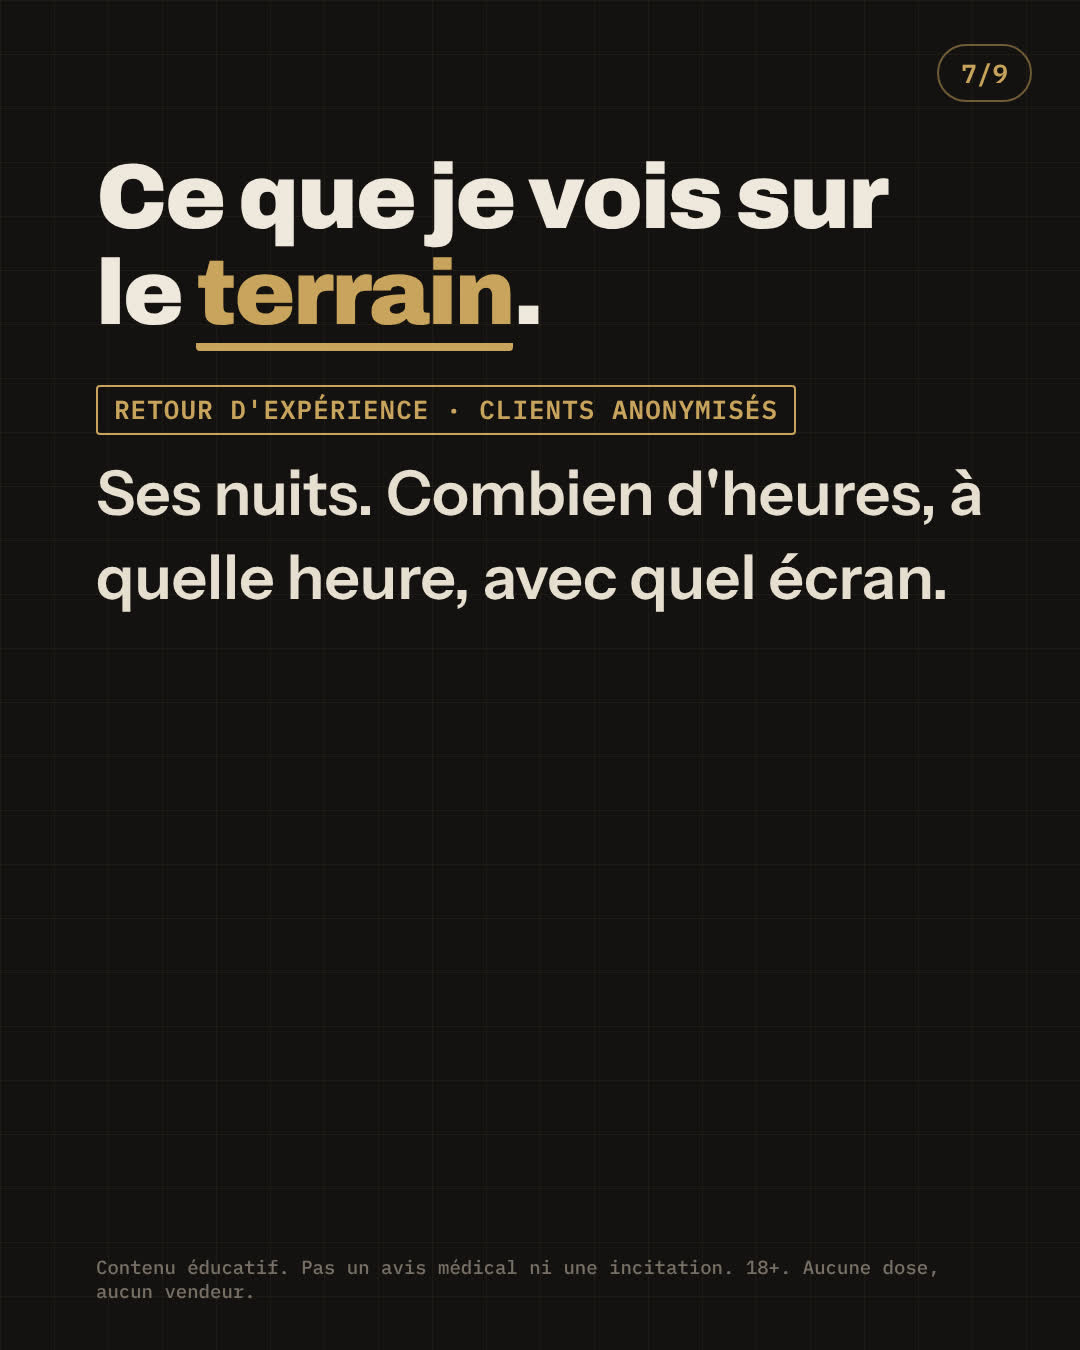 7/9
Ce que je vois sur
le terrain.
RETOUR D'EXPÉRIENCE · CLIENTS ANONYMISÉS
Ses nuits. Combien d'heures, à
quelle heure, avec quel écran.
Contenu éducatif. Pas un avis médical ni une incitation. 18+. Aucune dose,
aucun vendeur.